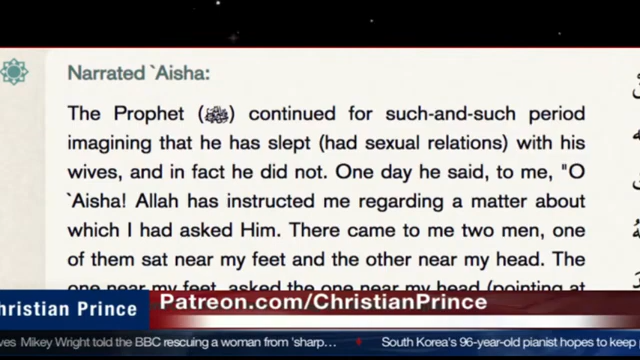 Narrated `Aisha:
The Prophet (ﷺ) continued for such-and-such period
imagining that he has slept (had sexual relations) with his
wives, and in fact he did not. One day he said, to me, "O
`Aisha! Allah has instructed me regarding a matter about
which I had asked Him. There came to me two men, one
of them sat near my feet and the other near my head. The
one near my feet, asked the one near my head (pointing at
Christian Prince
Patreon.com/ChristianPrince
ves Mikey Wright told the BBC rescuing a woman from 'sharp... South Korea's 96-year-old pianist hopes to keep